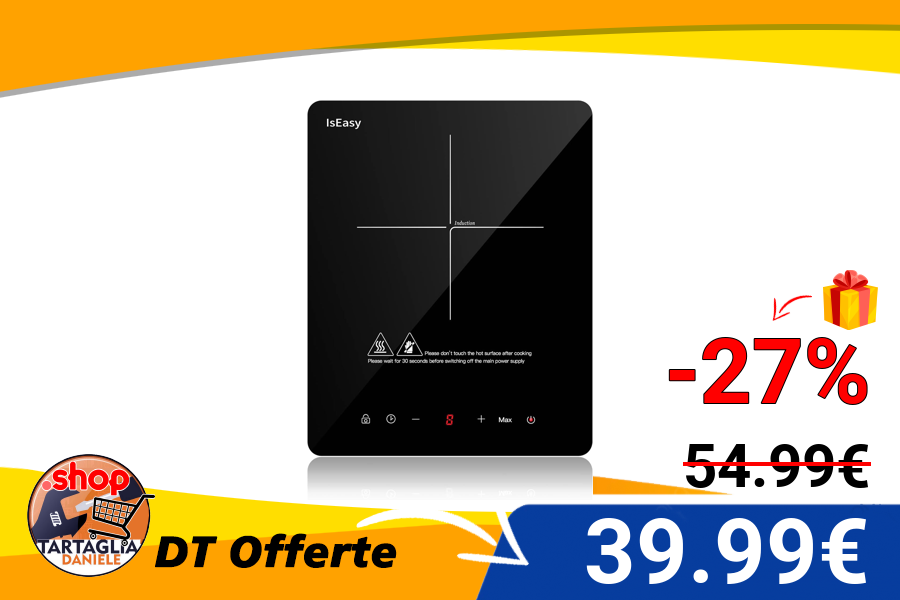 IsEasy
Induction
Please don't touch the hot surface after cooking
Please wait for 30 seconds before switching off the main power supply
8
Max
-27%
54.99€
39.99€
.shop
TARTAGLIA
DANIELE
DT Offerte